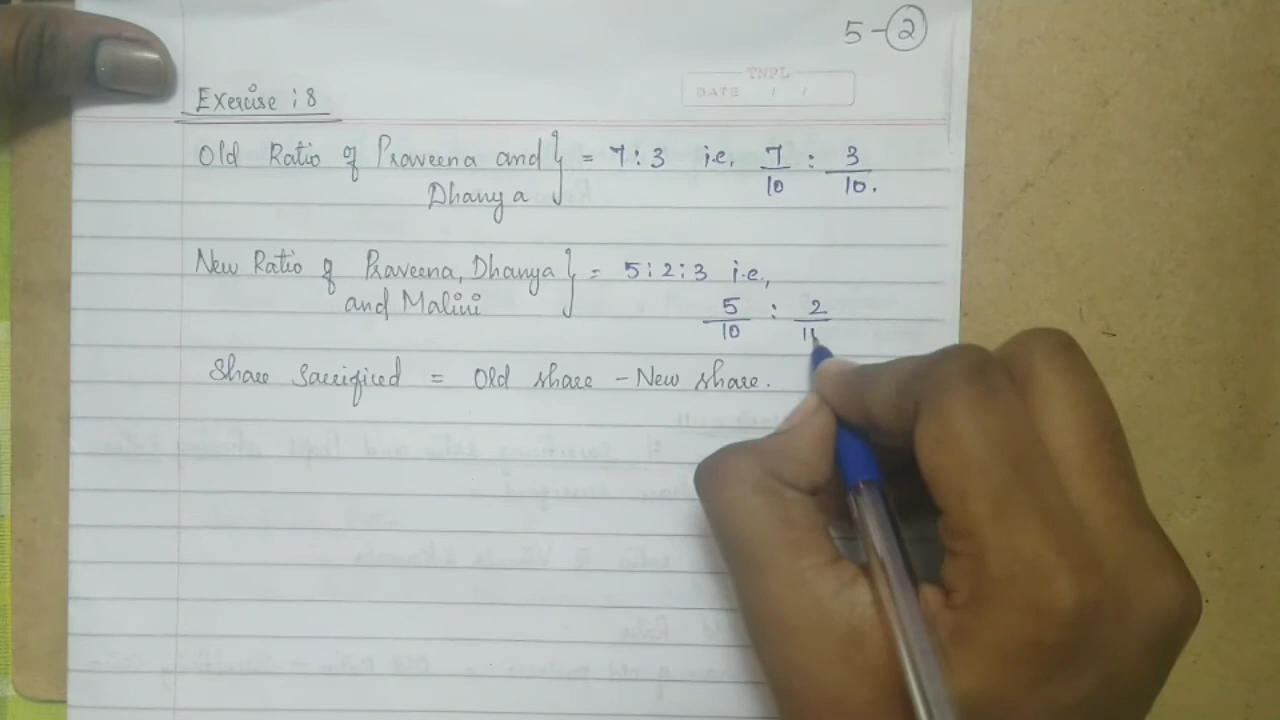 5-②
TNPL
DATE / /
Exercise : 8
Old Ratio of Praveena and } = 7 : 3 i.e, 7/10 : 3/10.
Dhanya
New Ratio of Praveena, Dhanya } = 5 : 2 : 3 i.e.,
and Malini
5/10 : 2/1
Share Sacrificed = Old share - New share.